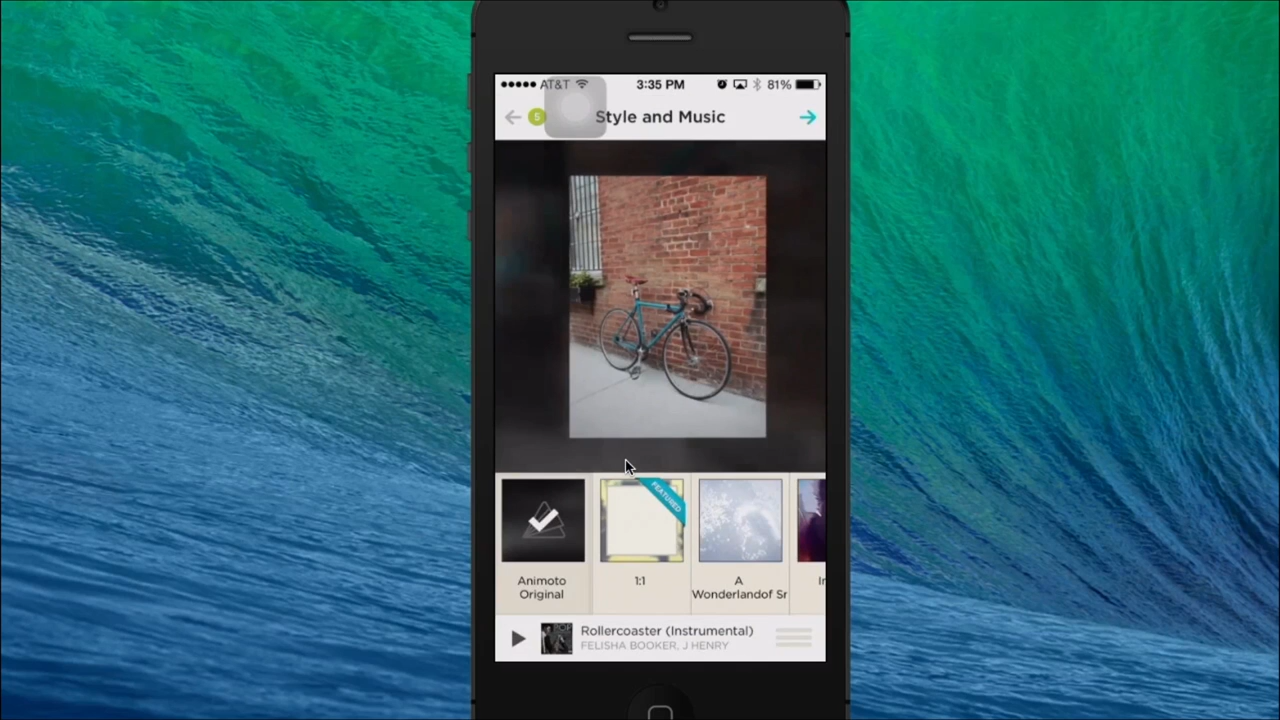 AT&T 3:35 PM 81%
5 Style and Music
FEATURED
Animoto
Original
1:1
A
Wonderlandof Sr
Ir
Rollercoaster (Instrumental)
FELISHA BOOKER, J HENRY